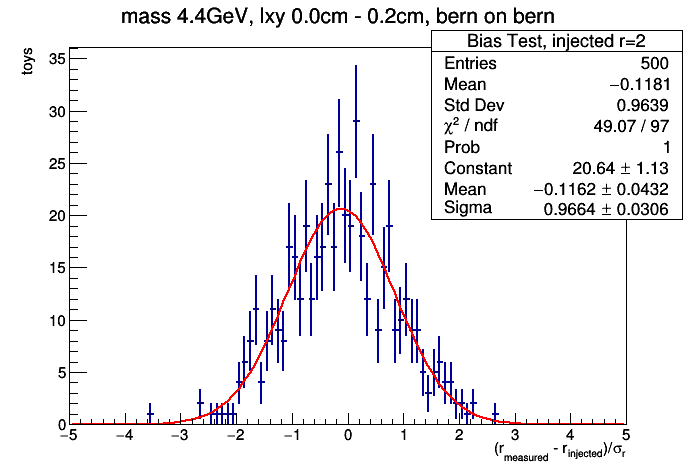 mass 4.4GeV, lxy 0.0cm - 0.2cm, bern on bern
Bias Test, injected r=2
Entries 500
Mean −0.1181
Std Dev 0.9639
χ² / ndf 49.07 / 97
Prob 1
Constant 20.64 ± 1.13
Mean −0.1162 ± 0.0432
Sigma 0.9664 ± 0.0306
toys
35
30
25
20
15
10
5
0
−5 −4 −3 −2 −1 0 1 2 3 4 5
(r_measured - r_injected)/σ_r